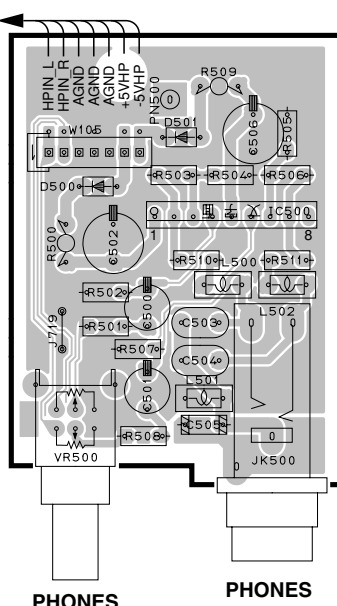 HPIN_L
HPIN_R
AGND
AGND
AGND
+5VHP
-5VHP
PN500
R509
W105
D501
C506
R505
D500
R503
R504
R506
IC500
1
8
R500
C502
R510
L500
R511
R502
C500
L502
J719
R501
C503
R507
C504
C501
L501
C505
R508
VR500
JK500
PHONES
PHONES